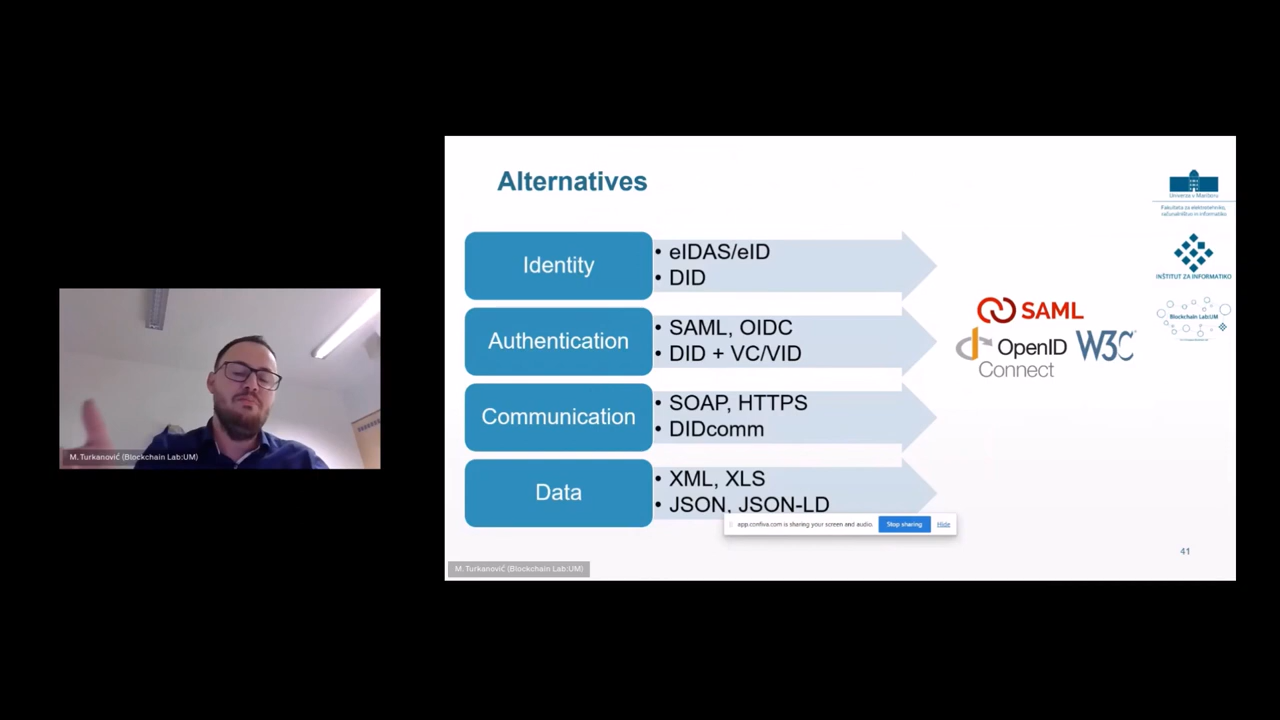 Alternatives
Identity
• eIDAS/eID
• DID
Authentication
• SAML, OIDC
• DID + VC/VID
Communication
• SOAP, HTTPS
• DIDcomm
Data
• XML, XLS
• JSON, JSON-LD
SAML
OpenID
Connect
W3C
Univerza v Mariboru
Fakulteta za elektrotehniko,
računalništvo in informatiko
INŠTITUT ZA INFORMATIKO
Blockchain Lab:UM
app.confiva.com is sharing your screen and audio.
Stop sharing
Hide
41
M. Turkanović (Blockchain Lab:UM)
M. Turkanović (Blockchain Lab:UM)